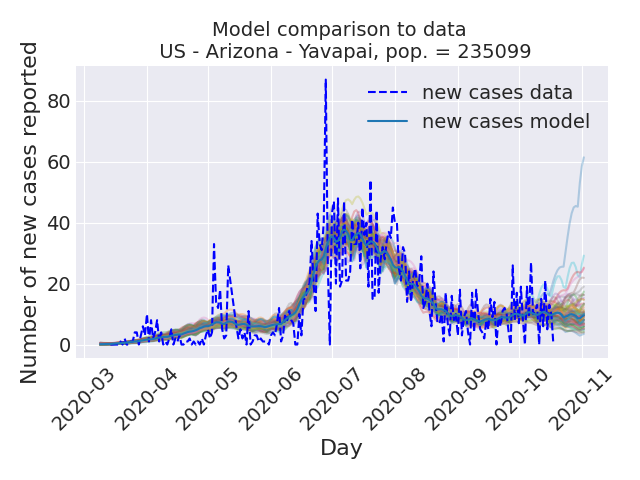 Model comparison to data
US - Arizona - Yavapai, pop. = 235099
new cases data
new cases model
Number of new cases reported
80
60
40
20
0
2020-03
2020-04
2020-05
2020-06
2020-07
2020-08
2020-09
2020-10
2020-11
Day